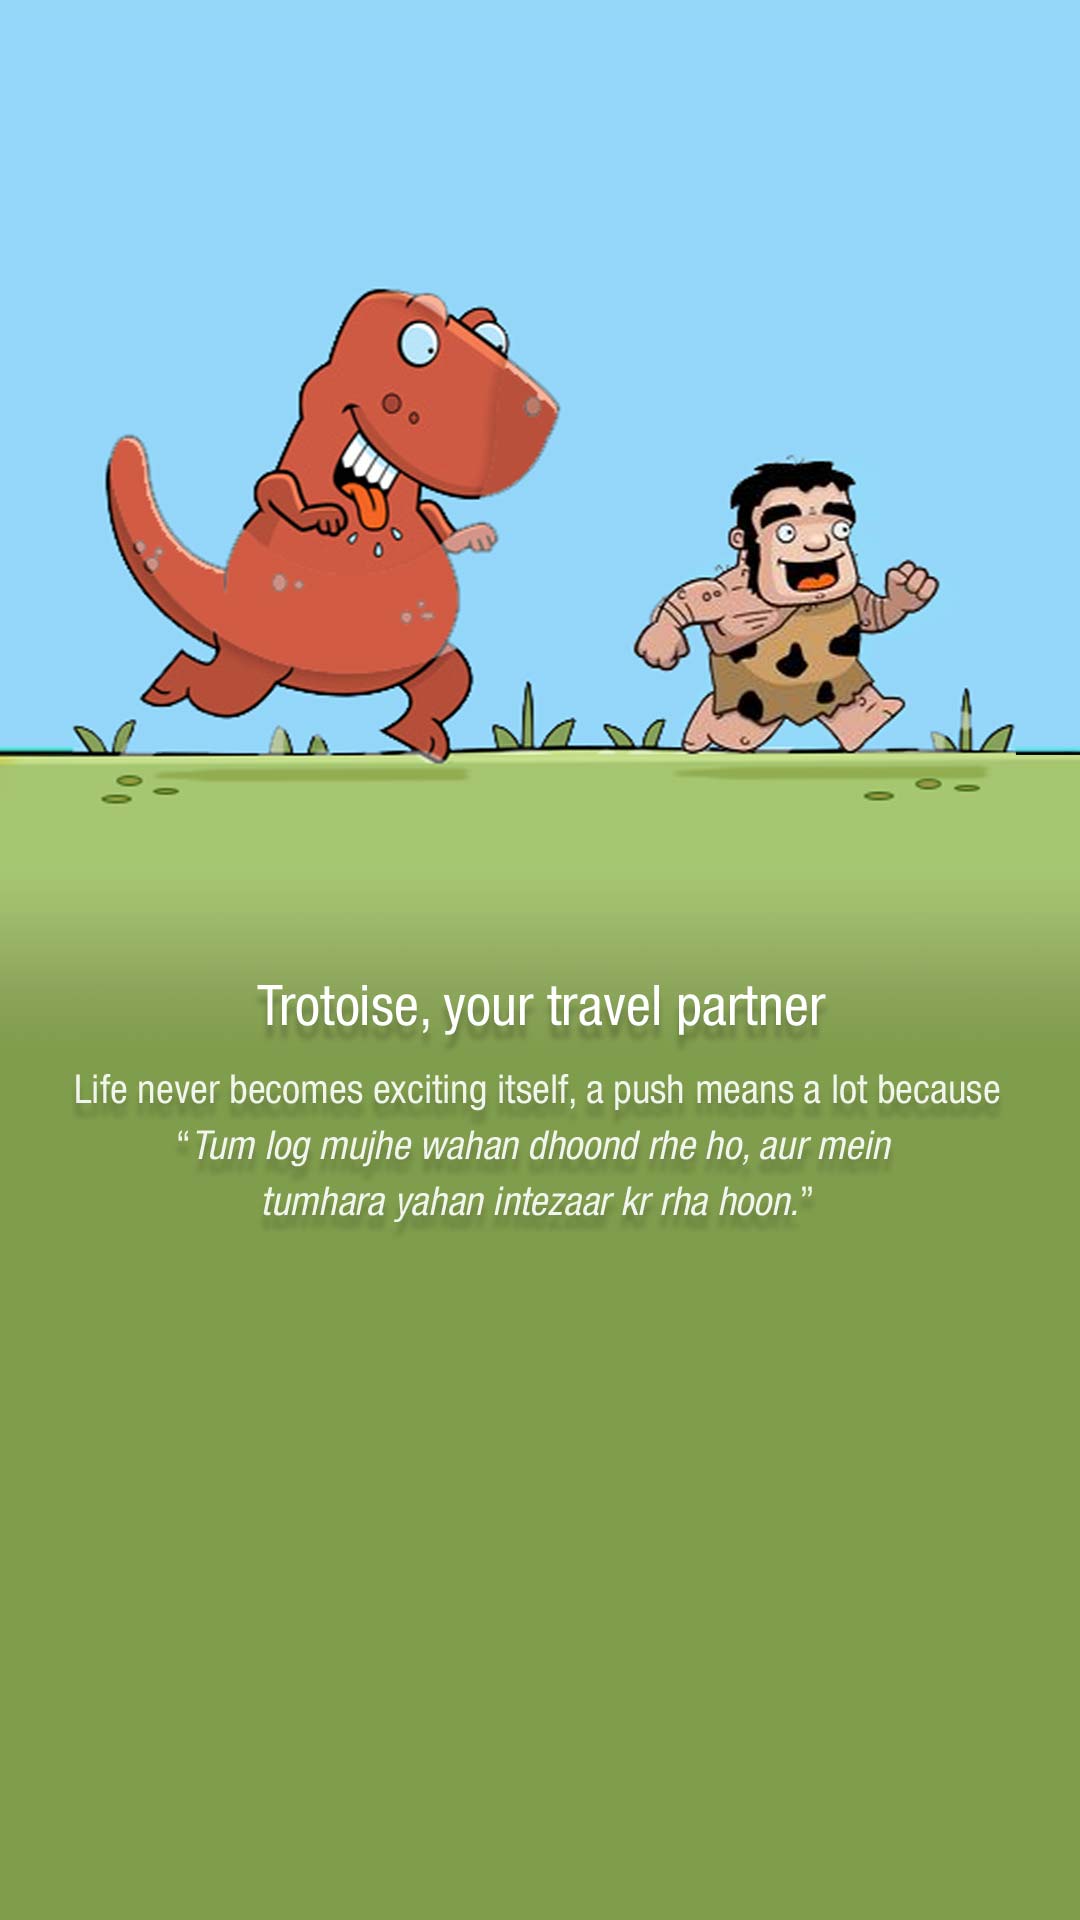 Trotoise, your travel partner
Life never becomes exciting itself, a push means a lot because
“Tum log mujhe wahan dhoond rhe ho, aur mein
tumhara yahan intezaar kr rha hoon.”